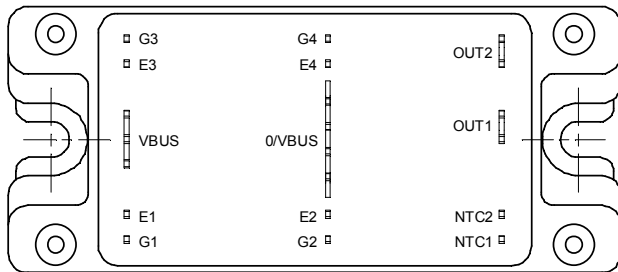 G3 G4
OUT2
E3 E4
OUT1
VBUS 0/VBUS
E1 E2 NTC2
G1 G2 NTC1